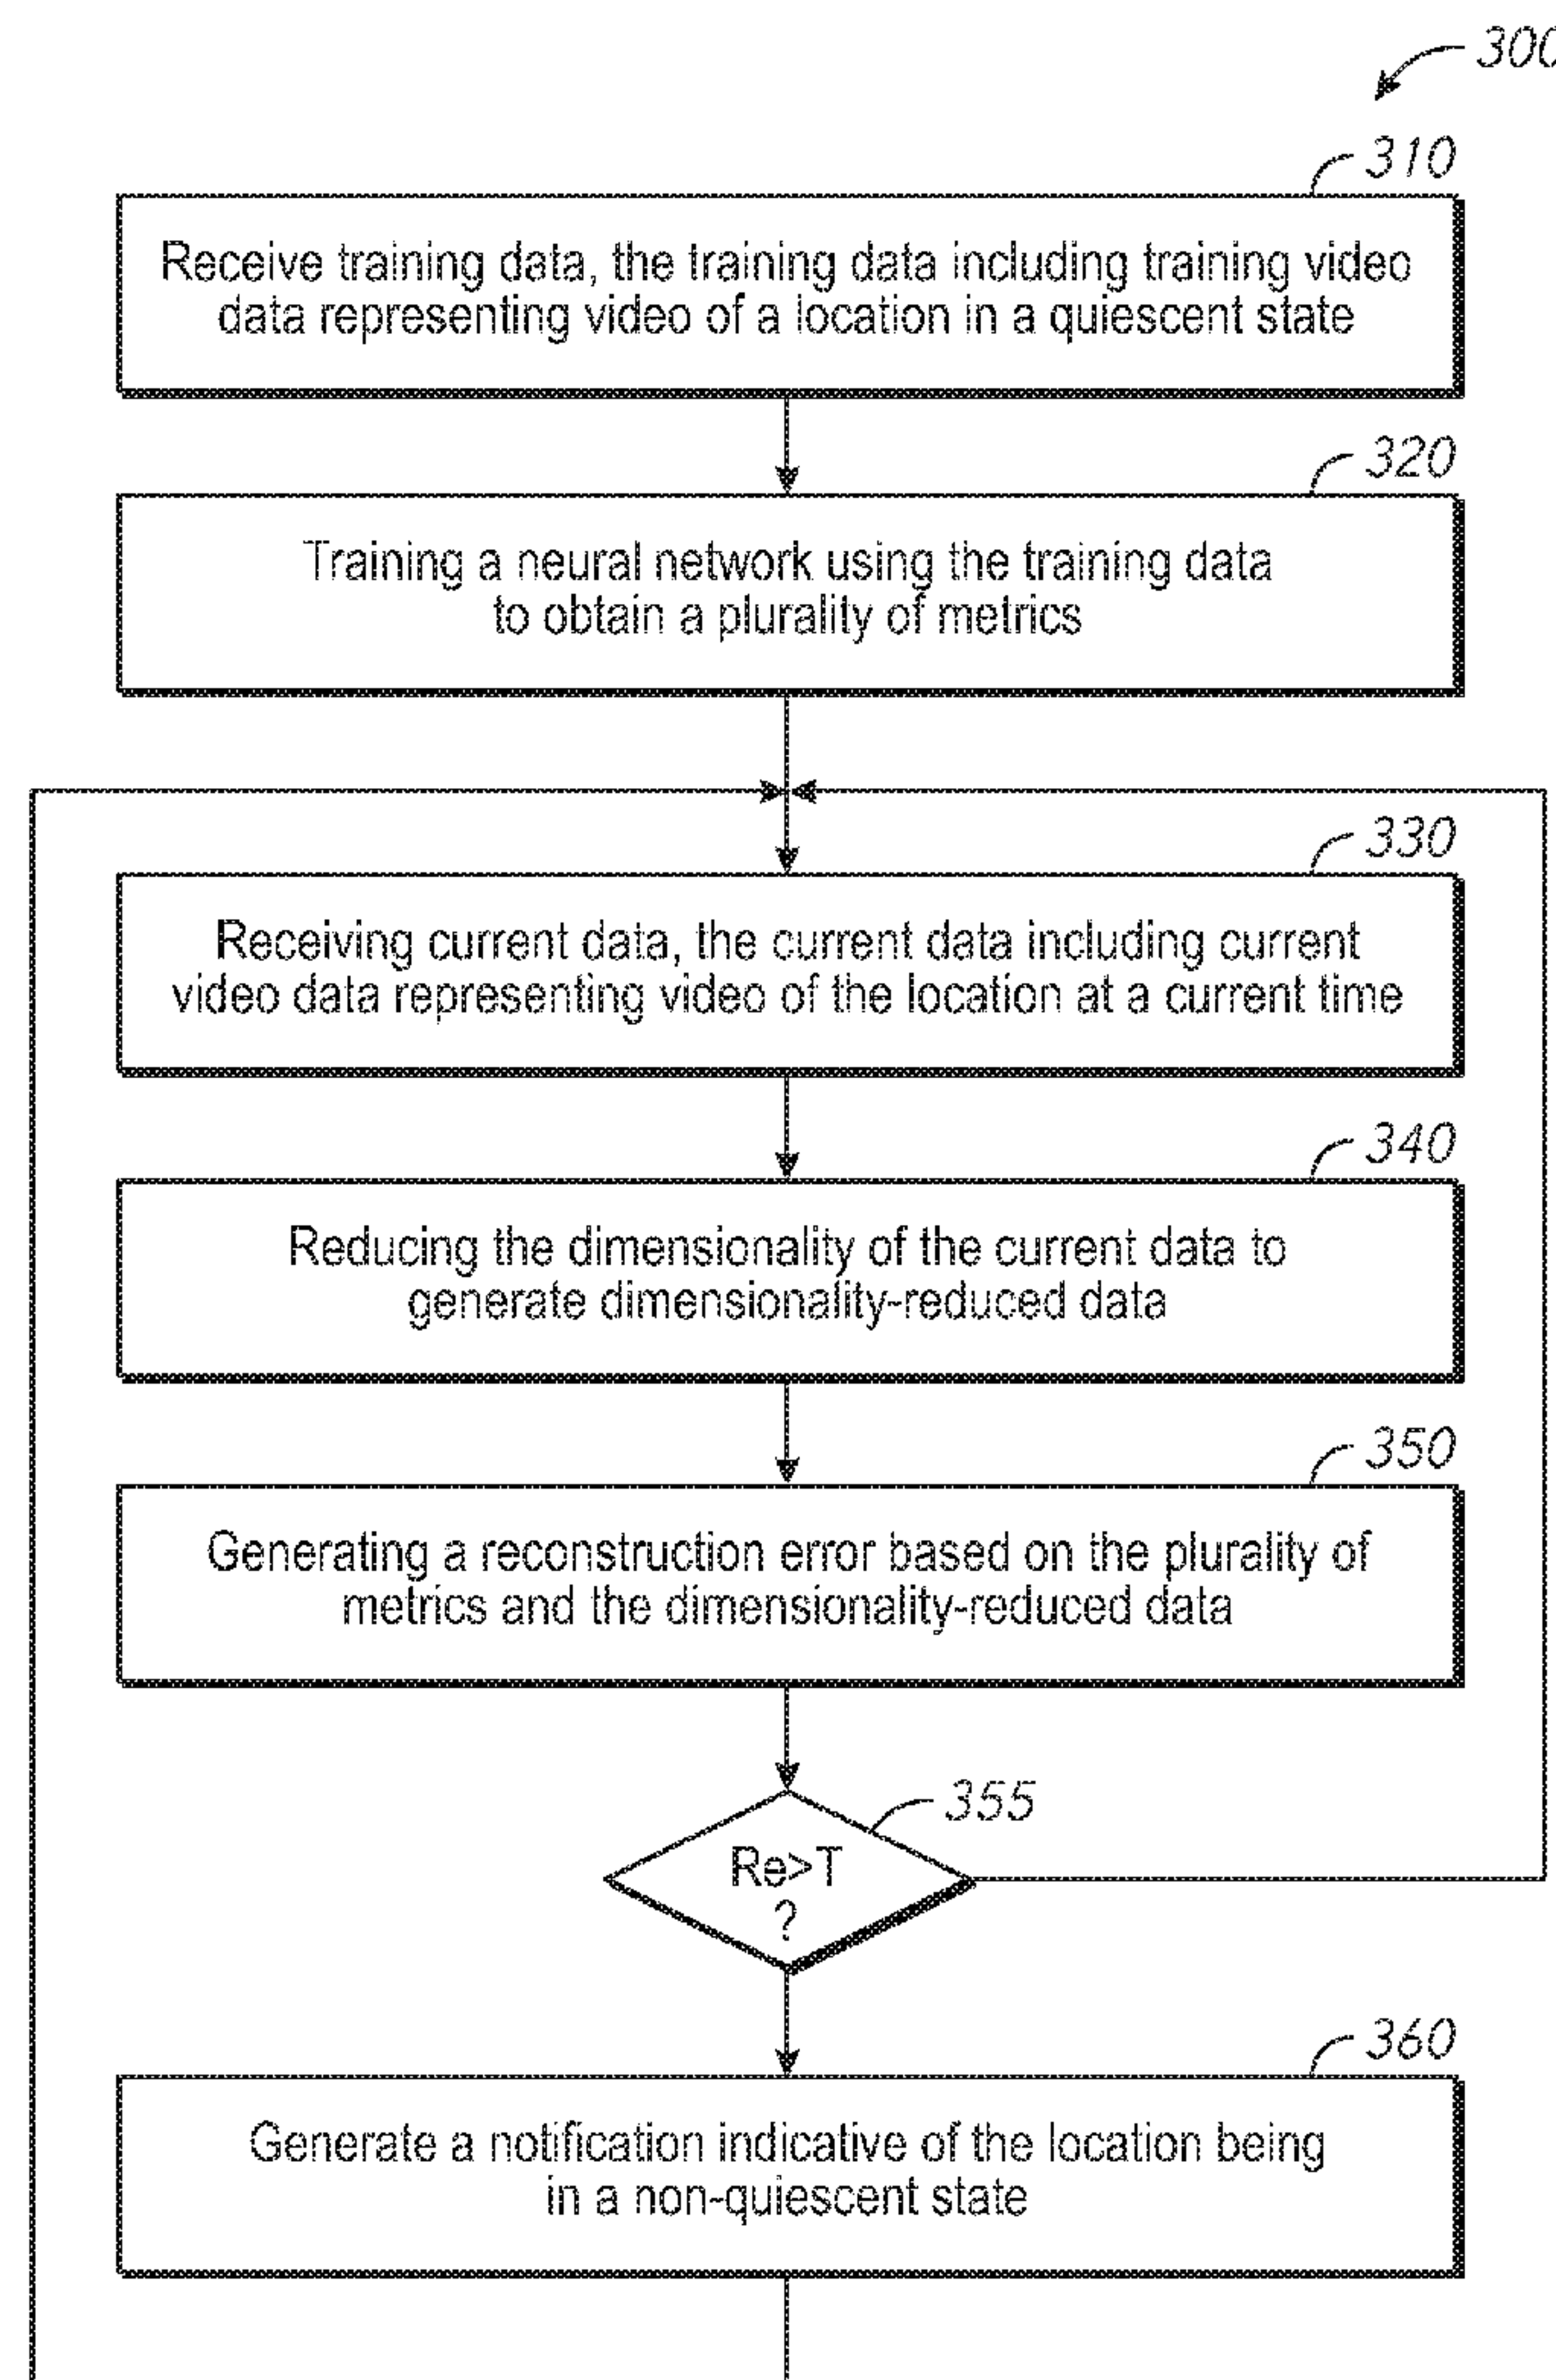 300
310
Receive training data, the training data including training video
data representing video of a location in a quiescent state
320
Training a neural network using the training data
to obtain a plurality of metrics
330
Receiving current data, the current data including current
video data representing video of the location at a current time
340
Reducing the dimensionality of the current data to
generate dimensionality-reduced data
350
Generating a reconstruction error based on the plurality of
metrics and the dimensionality-reduced data
355
Re>T
?
360
Generate a notification indicative of the location being
in a non-quiescent state